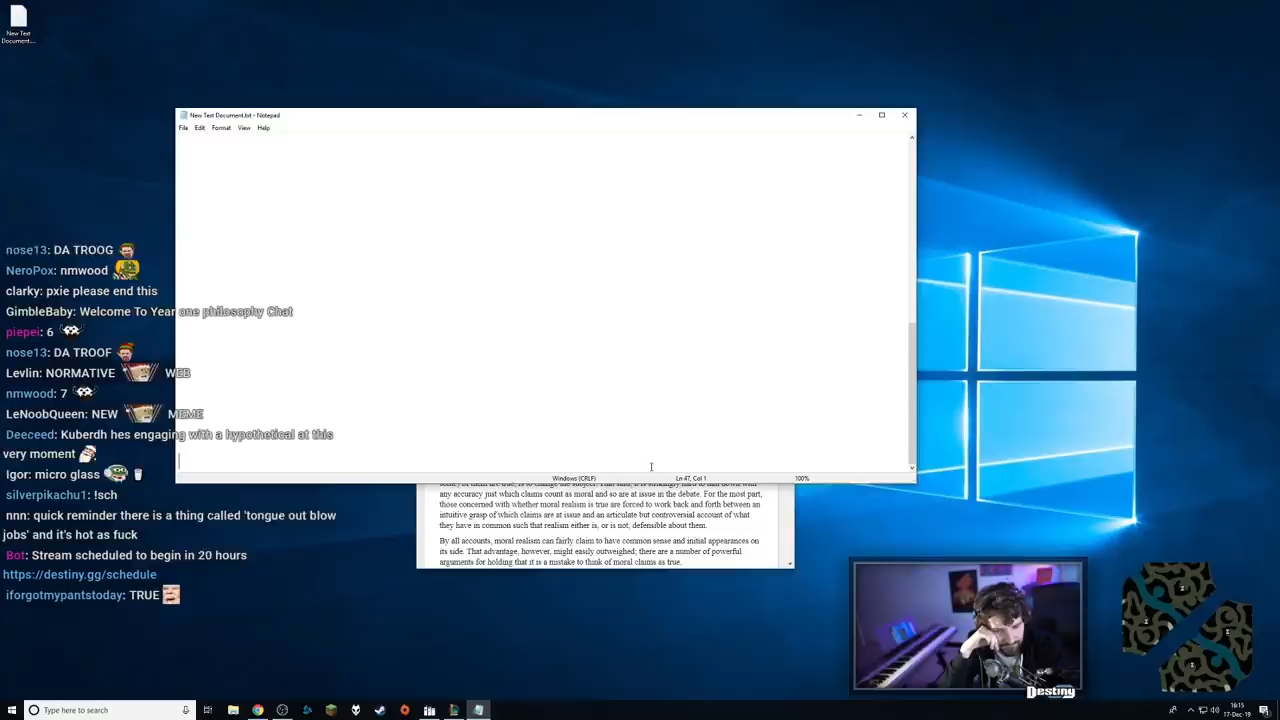 New Text
Document....
New Text Document.txt - Notepad
File Edit Format View Help
nøse13: DA TROOG
NeroPox: nmwood
clarky: pxie please end this
GimbleBaby: Welcome To Year one philosophy Chat
piepei: 6
nose13: DA TROOF
Levlin: NORMATIVE WEB
nmwood: 7
LeNoobQueen: NEW MEME
Deeceed: Kuberdh hes engaging with a hypothetical at this
very moment
Igor: micro glass
silverpikachu1: !sch
nnn: quick reminder there is a thing called 'tongue out blow
jobs' and it's hot as fuck
Bot: Stream scheduled to begin in 20 hours
https://destiny.gg/schedule
iforgotmypantstoday: TRUE
Windows (CRLF) Ln 47, Col 1 100%
any accuracy just which claims count as moral and so are at issue in the debate. For the most part,
those concerned with whether moral realism is true are forced to work back and forth between an
intuitive grasp of which claims are at issue and an articulate but controversial account of what
they have in common such that realism either is, or is not, defensible about them.
By all accounts, moral realism can fairly claim to have common sense and initial appearances on
its side. That advantage, however, might easily outweighed; there are a number of powerful
arguments for holding that it is a mistake to think of moral claims as true.
Destiny
Type here to search
16:15
17-Dec-19